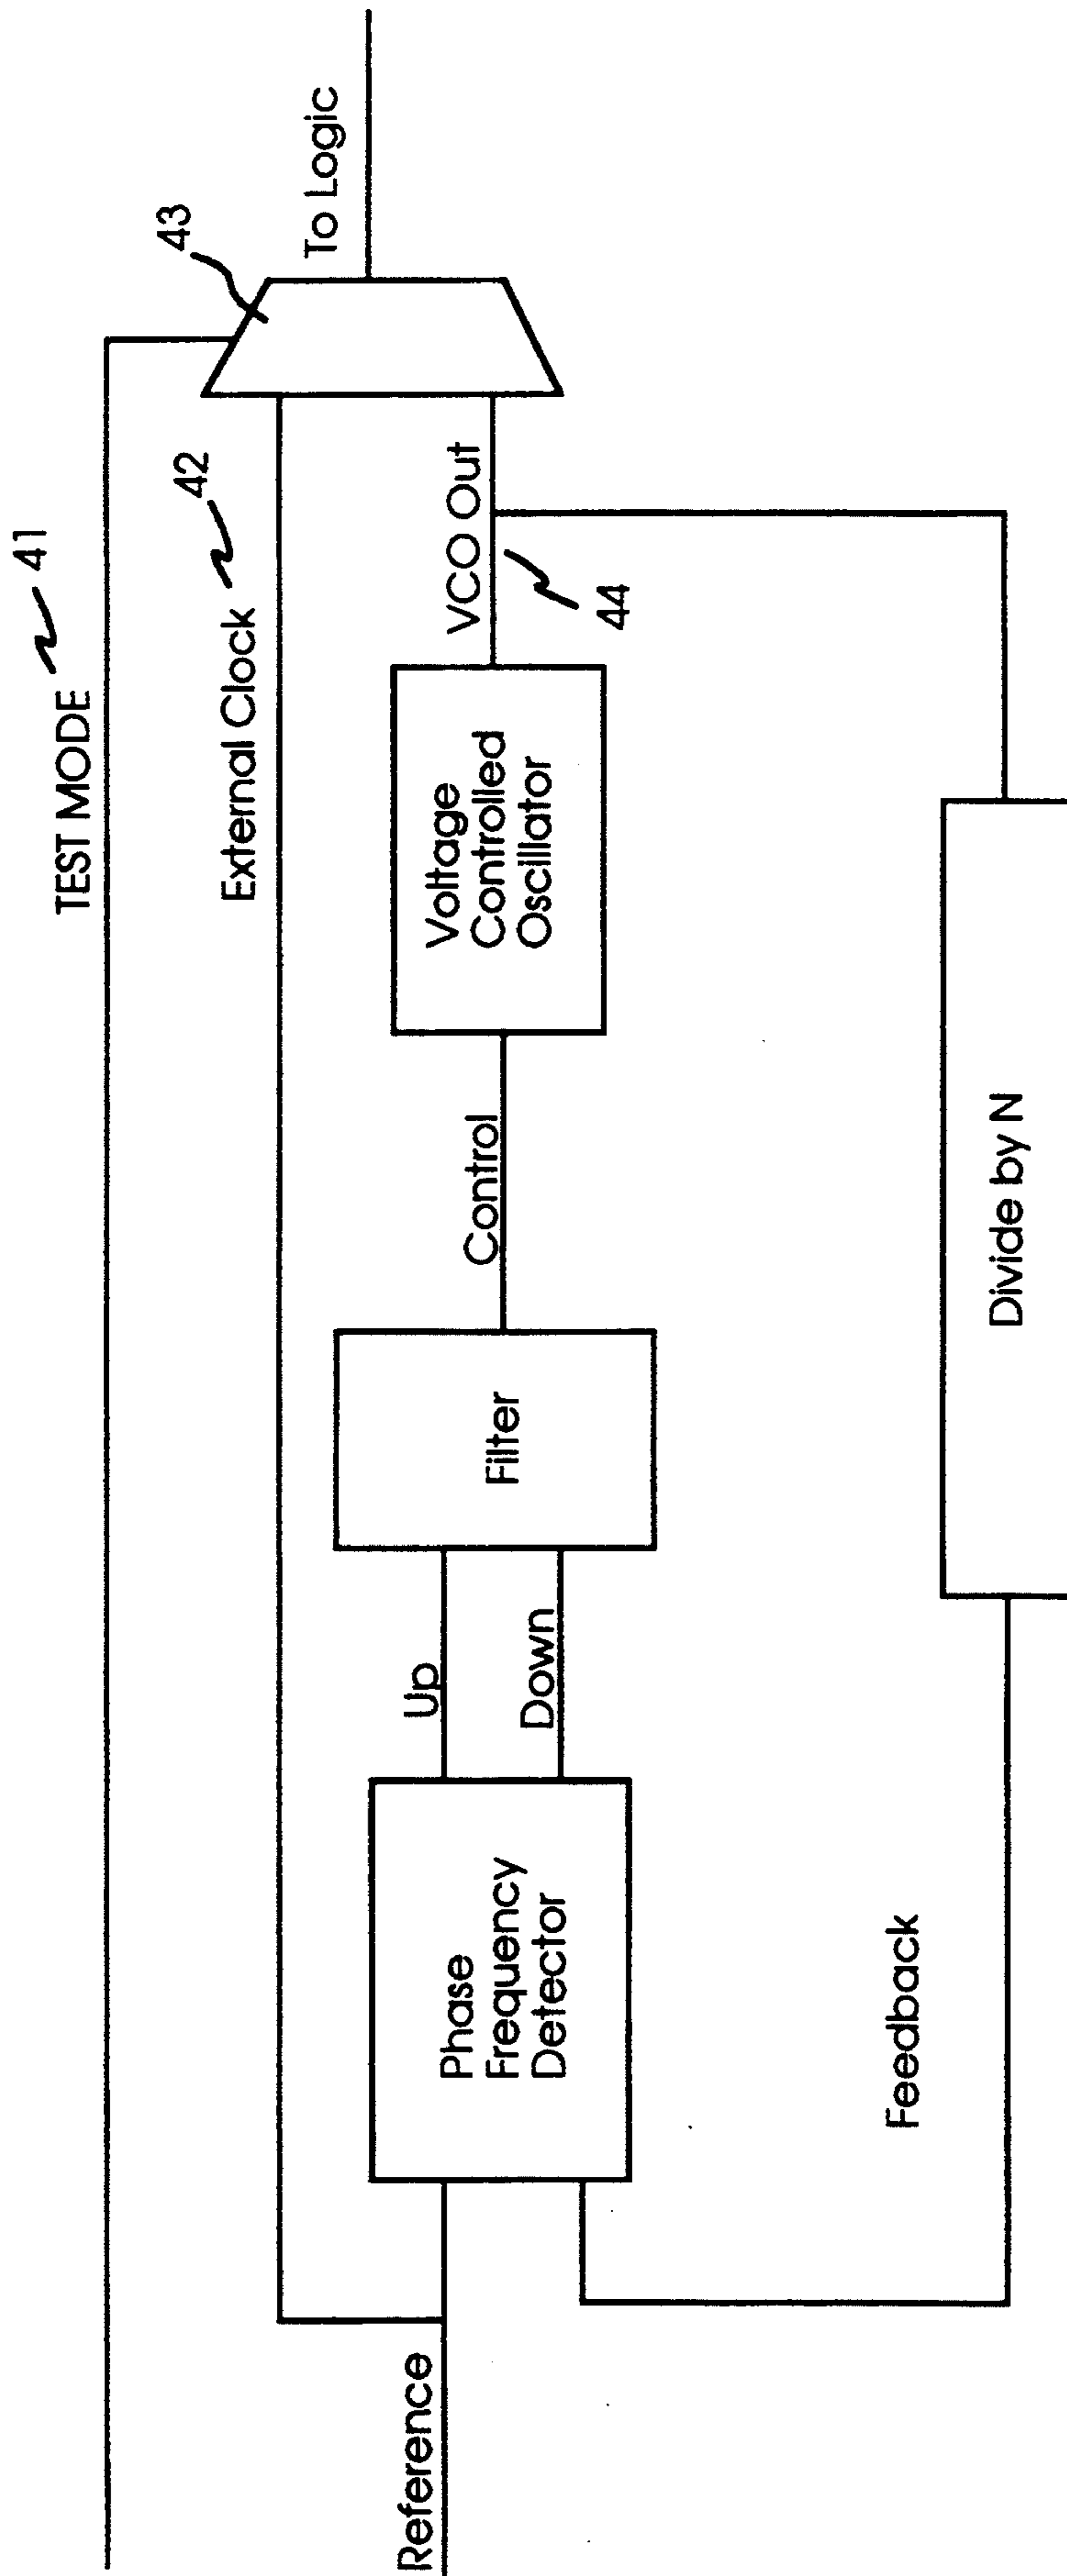 TEST MODE
41
External Clock
42
43
To Logic
Reference
Phase
Frequency
Detector
Up
Down
Filter
Control
Voltage
Controlled
Oscillator
VCO Out
44
Feedback
Divide by N